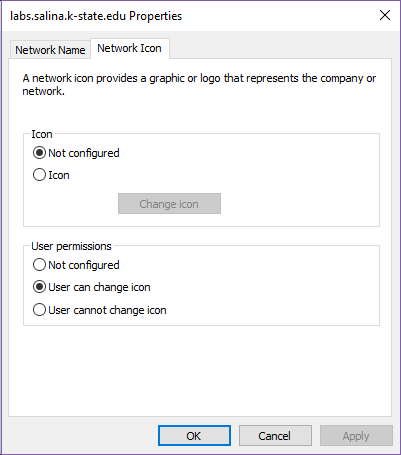 labs.salina.k-state.edu Properties
Network Name
Network Icon
A network icon provides a graphic or logo that represents the company or
network.
Icon
Not configured
Icon
Change icon
User permissions
Not configured
User can change icon
User cannot change icon
OK
Cancel
Apply